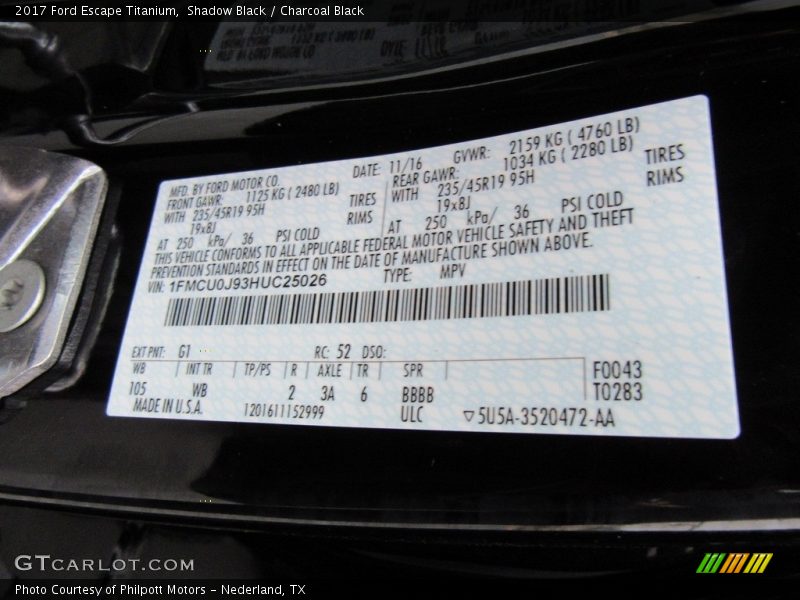 2017 Ford Escape Titanium, Shadow Black / Charcoal Black
MFD. BY FORD MOTOR CO. DATE: 11/16 GVWR: 2159 KG ( 4760 LB)
FRONT GAWR: 1125 KG ( 2480 LB) REAR GAWR: 1034 KG ( 2280 LB)
WITH 235/45R19 95H TIRES WITH 235/45R19 95H TIRES
19x8J RIMS 19x8J RIMS
AT 250 kPa/ 36 PSI COLD AT 250 kPa/ 36 PSI COLD
THIS VEHICLE CONFORMS TO ALL APPLICABLE FEDERAL MOTOR VEHICLE SAFETY AND THEFT
PREVENTION STANDARDS IN EFFECT ON THE DATE OF MANUFACTURE SHOWN ABOVE.
VIN: 1FMCU0J93HUC25026 TYPE: MPV
EXT PNT: G1 RC: 52 DSO:
WB INT TR TP/PS R AXLE TR SPR F0043
105 WB 2 3A 6 BBBB T0283
MADE IN U.S.A. 1201611152999 ULC ▽5U5A-3520472-AA
GTCARLOT.COM
Photo Courtesy of Philpott Motors - Nederland, TX